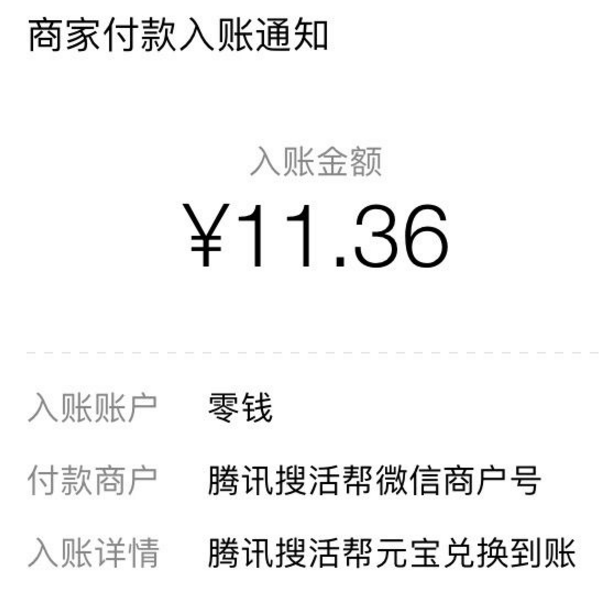 商家付款入账通知
入账金额
¥11.36
入账账户 零钱
付款商户 腾讯搜活帮微信商户号
入账详情 腾讯搜活帮元宝兑换到账